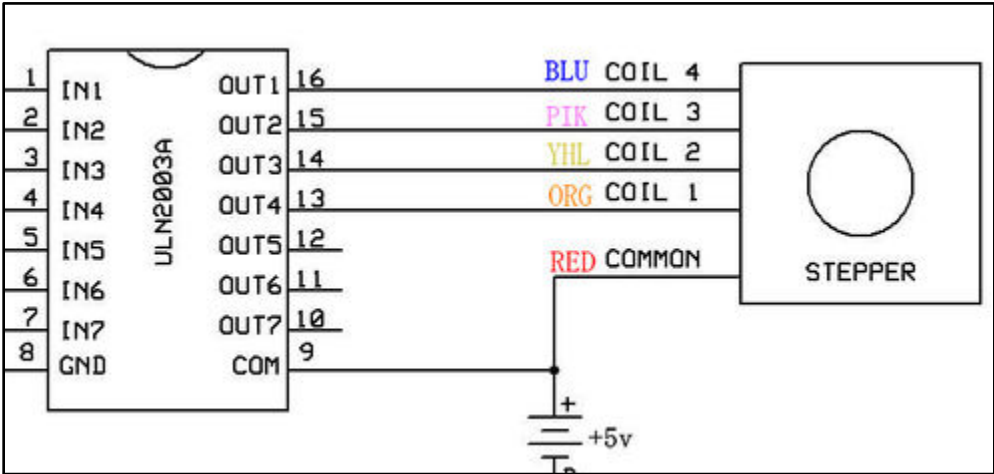 1 IN1 OUT1 16 BLU COIL 4
2 IN2 OUT2 15 PIK COIL 3
3 IN3 OUT3 14 YHL COIL 2
4 IN4 OUT4 13 ORG COIL 1
5 IN5 OUT5 12
6 IN6 OUT6 11
7 IN7 OUT7 10
8 GND COM 9
ULN2003A
RED COMMON
STEPPER
+
+5v